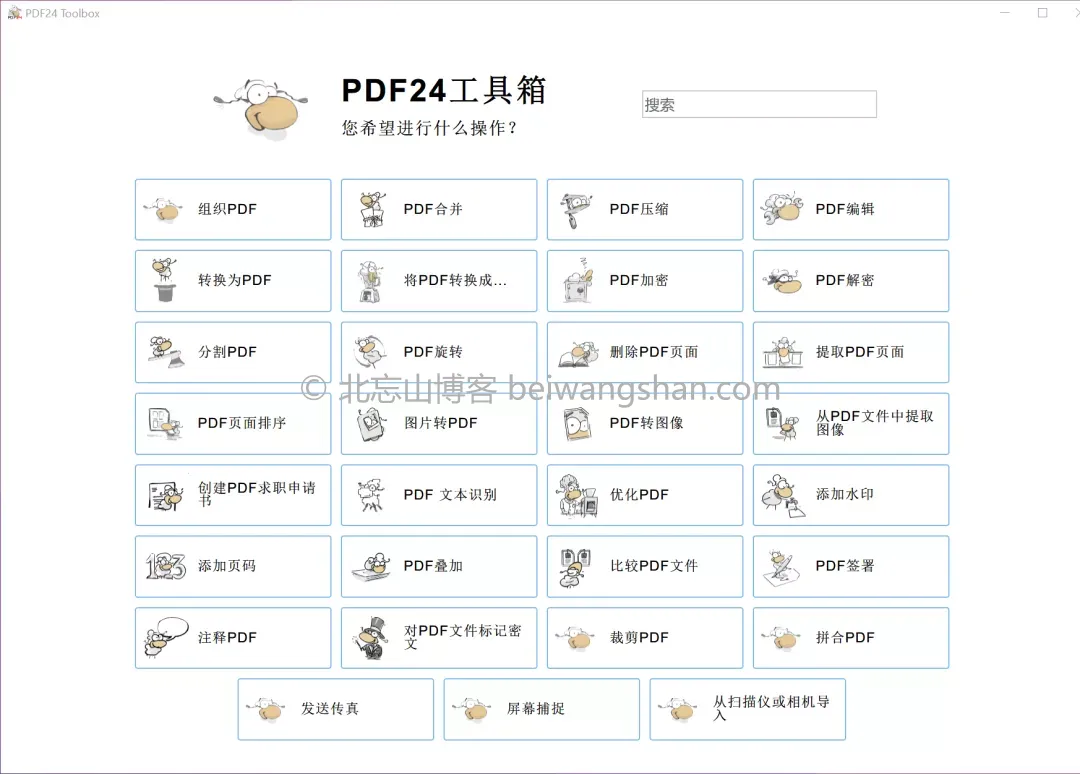 PDF24 Toolbox
PDF24工具箱
搜索
您希望进行什么操作？
组织PDF
PDF合并
PDF压缩
PDF编辑
转换为PDF
将PDF转换成...
PDF加密
PDF解密
分割PDF
PDF旋转
删除PDF页面
提取PDF页面
© 北忘山博客 beiwangshan.com
PDF页面排序
图片转PDF
PDF转图像
从PDF文件中提取
图像
创建PDF求职申请
书
PDF 文本识别
优化PDF
添加水印
添加页码
PDF叠加
比较PDF文件
PDF签署
注释PDF
对PDF文件标记密
文
裁剪PDF
拼合PDF
发送传真
屏幕捕捉
从扫描仪或相机导
入